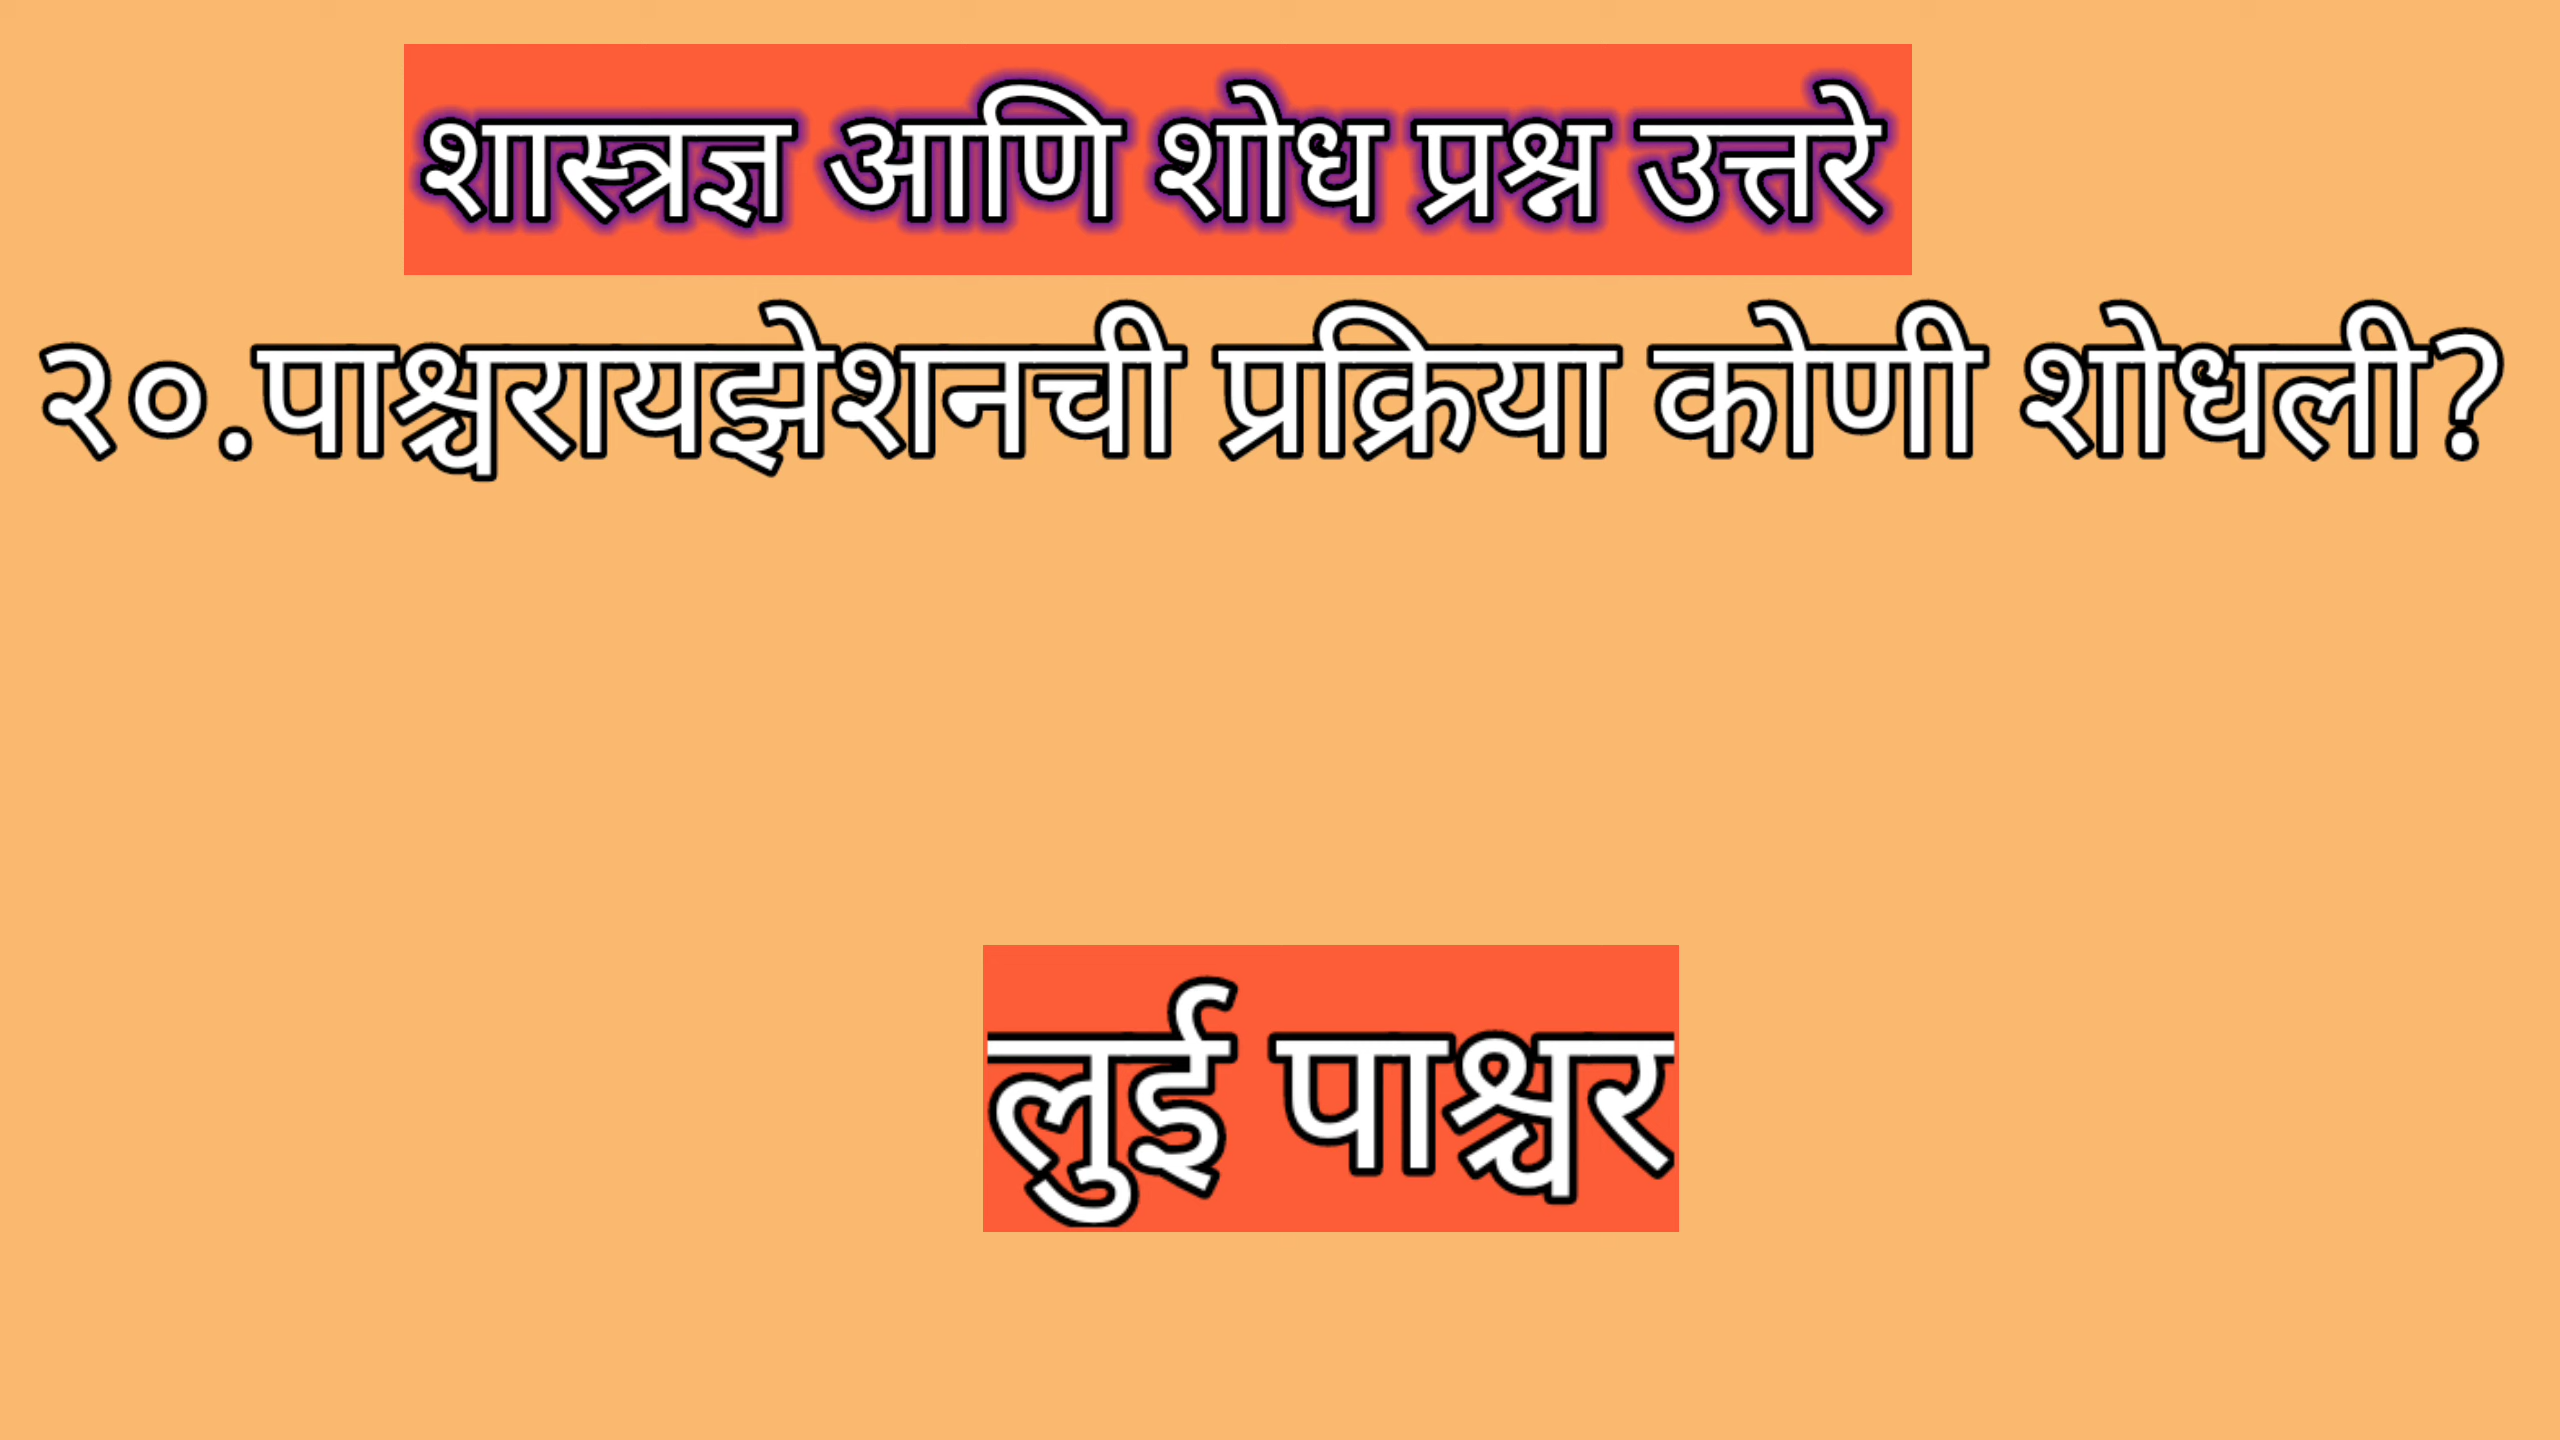 शास्त्रज्ञ आणि शोध प्रश्न उत्तरे
२०.पाश्चरायझेशनची प्रक्रिया कोणी शोधली?
लुई पाश्चर